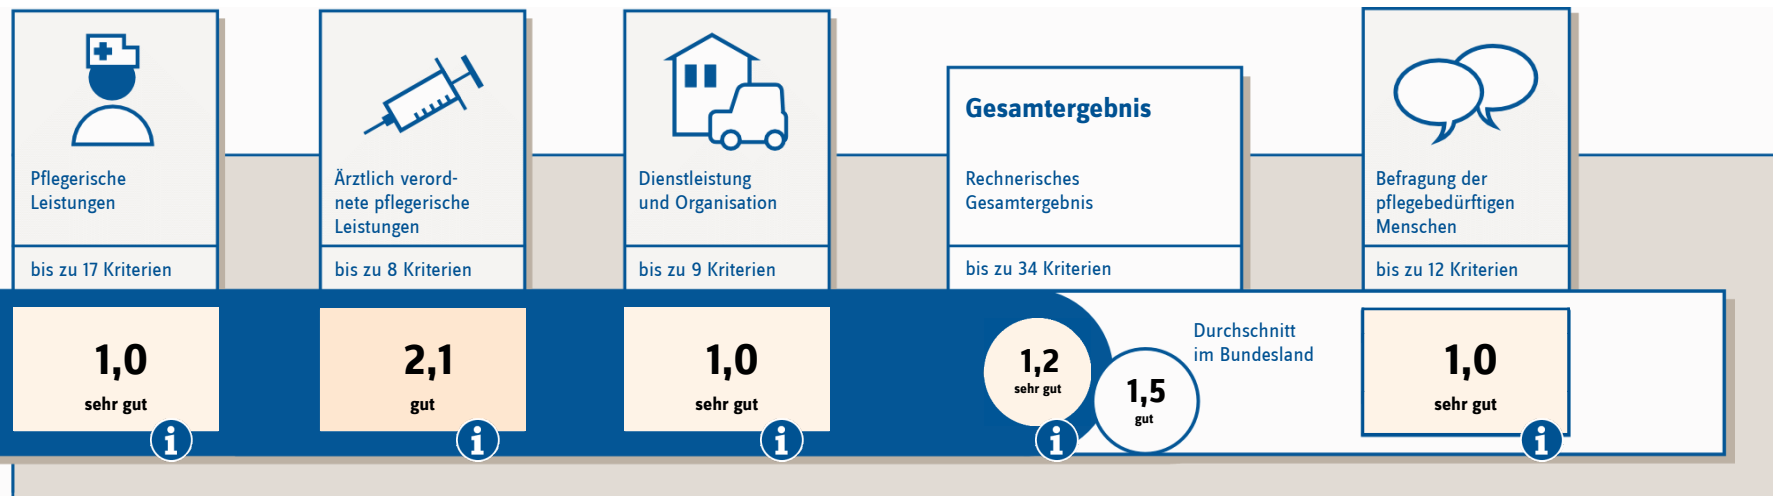 Pflegerische
Leistungen
bis zu 17 Kriterien
1,0
sehr gut
Ärztlich verord-
nete pflegerische
Leistungen
bis zu 8 Kriterien
2,1
gut
Dienstleistung
und Organisation
bis zu 9 Kriterien
1,0
sehr gut
Gesamtergebnis
Rechnerisches
Gesamtergebnis
bis zu 34 Kriterien
1,2
sehr gut
1,5
gut
Durchschnitt
im Bundesland
Befragung der
pflegebedürftigen
Menschen
bis zu 12 Kriterien
1,0
sehr gut